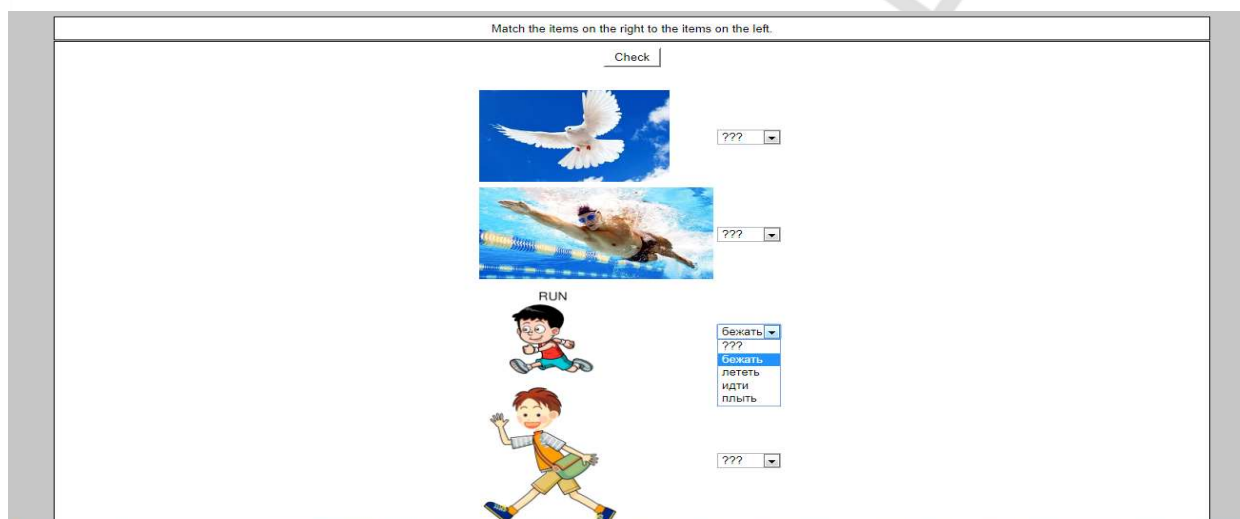 Match the items on the right to the items on the left.
Check
???
???
RUN
бежать
???
бежать
лететь
идти
плыть
???